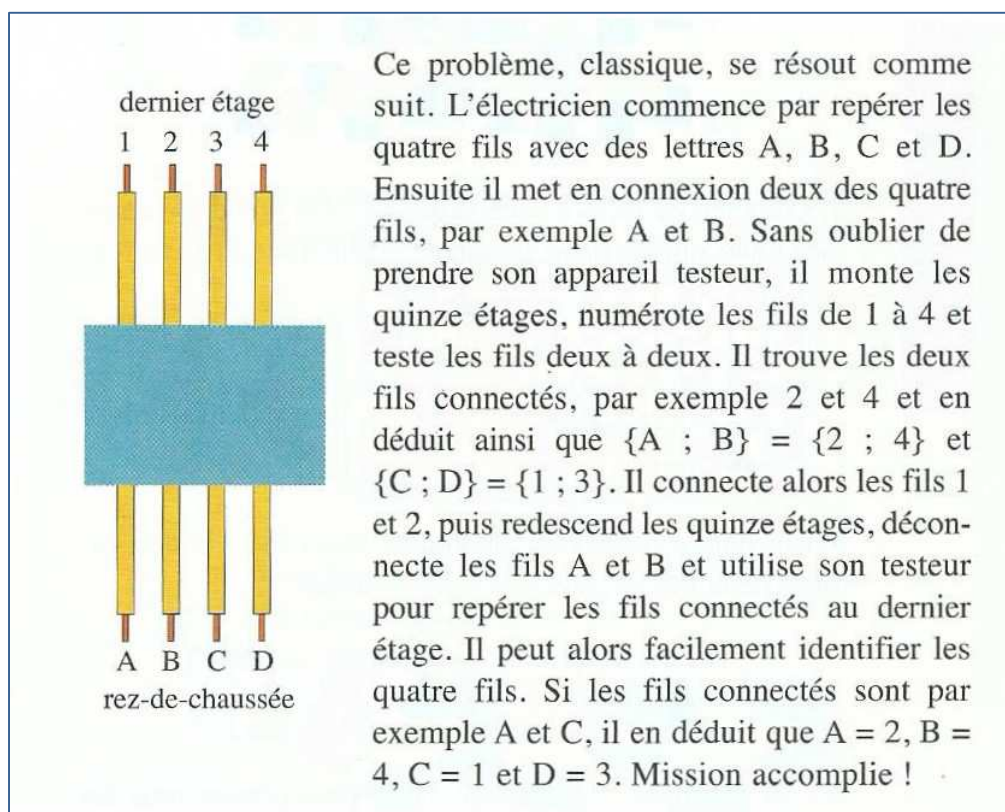 dernier étage
1 2 3 4
A B C D
rez-de-chaussée
Ce problème, classique, se résout comme
suit. L'électricien commence par repérer les
quatre fils avec des lettres A, B, C et D.
Ensuite il met en connexion deux des quatre
fils, par exemple A et B. Sans oublier de
prendre son appareil testeur, il monte les
quinze étages, numérote les fils de 1 à 4 et
teste les fils deux à deux. Il trouve les deux
fils connectés, par exemple 2 et 4 et en
déduit ainsi que {A ; B} = {2 ; 4} et
{C ; D} = {1 ; 3}. Il connecte alors les fils 1
et 2, puis redescend les quinze étages, décon-
necte les fils A et B et utilise son testeur
pour repérer les fils connectés au dernier
étage. Il peut alors facilement identifier les
quatre fils. Si les fils connectés sont par
exemple A et C, il en déduit que A = 2, B =
4, C = 1 et D = 3. Mission accomplie !